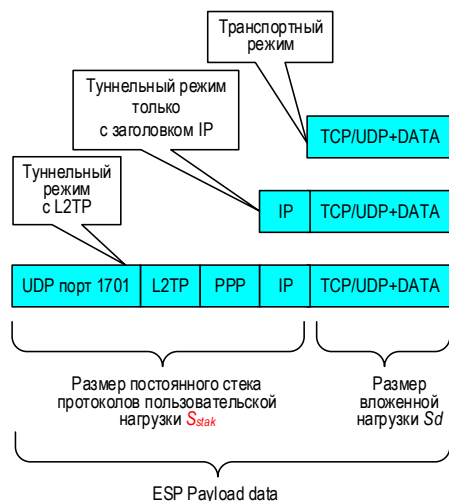 Транспортный
режим
Туннельный режим
только
с заголовком IP
TCP/UDP+DATA
Туннельный
режим
с L2TP
IP TCP/UDP+DATA
UDP порт 1701 L2TP PPP IP TCP/UDP+DATA
Размер постоянного стека
протоколов пользовательской
нагрузки Sstak
Размер
вложенной
нагрузки Sd
ESP Payload data